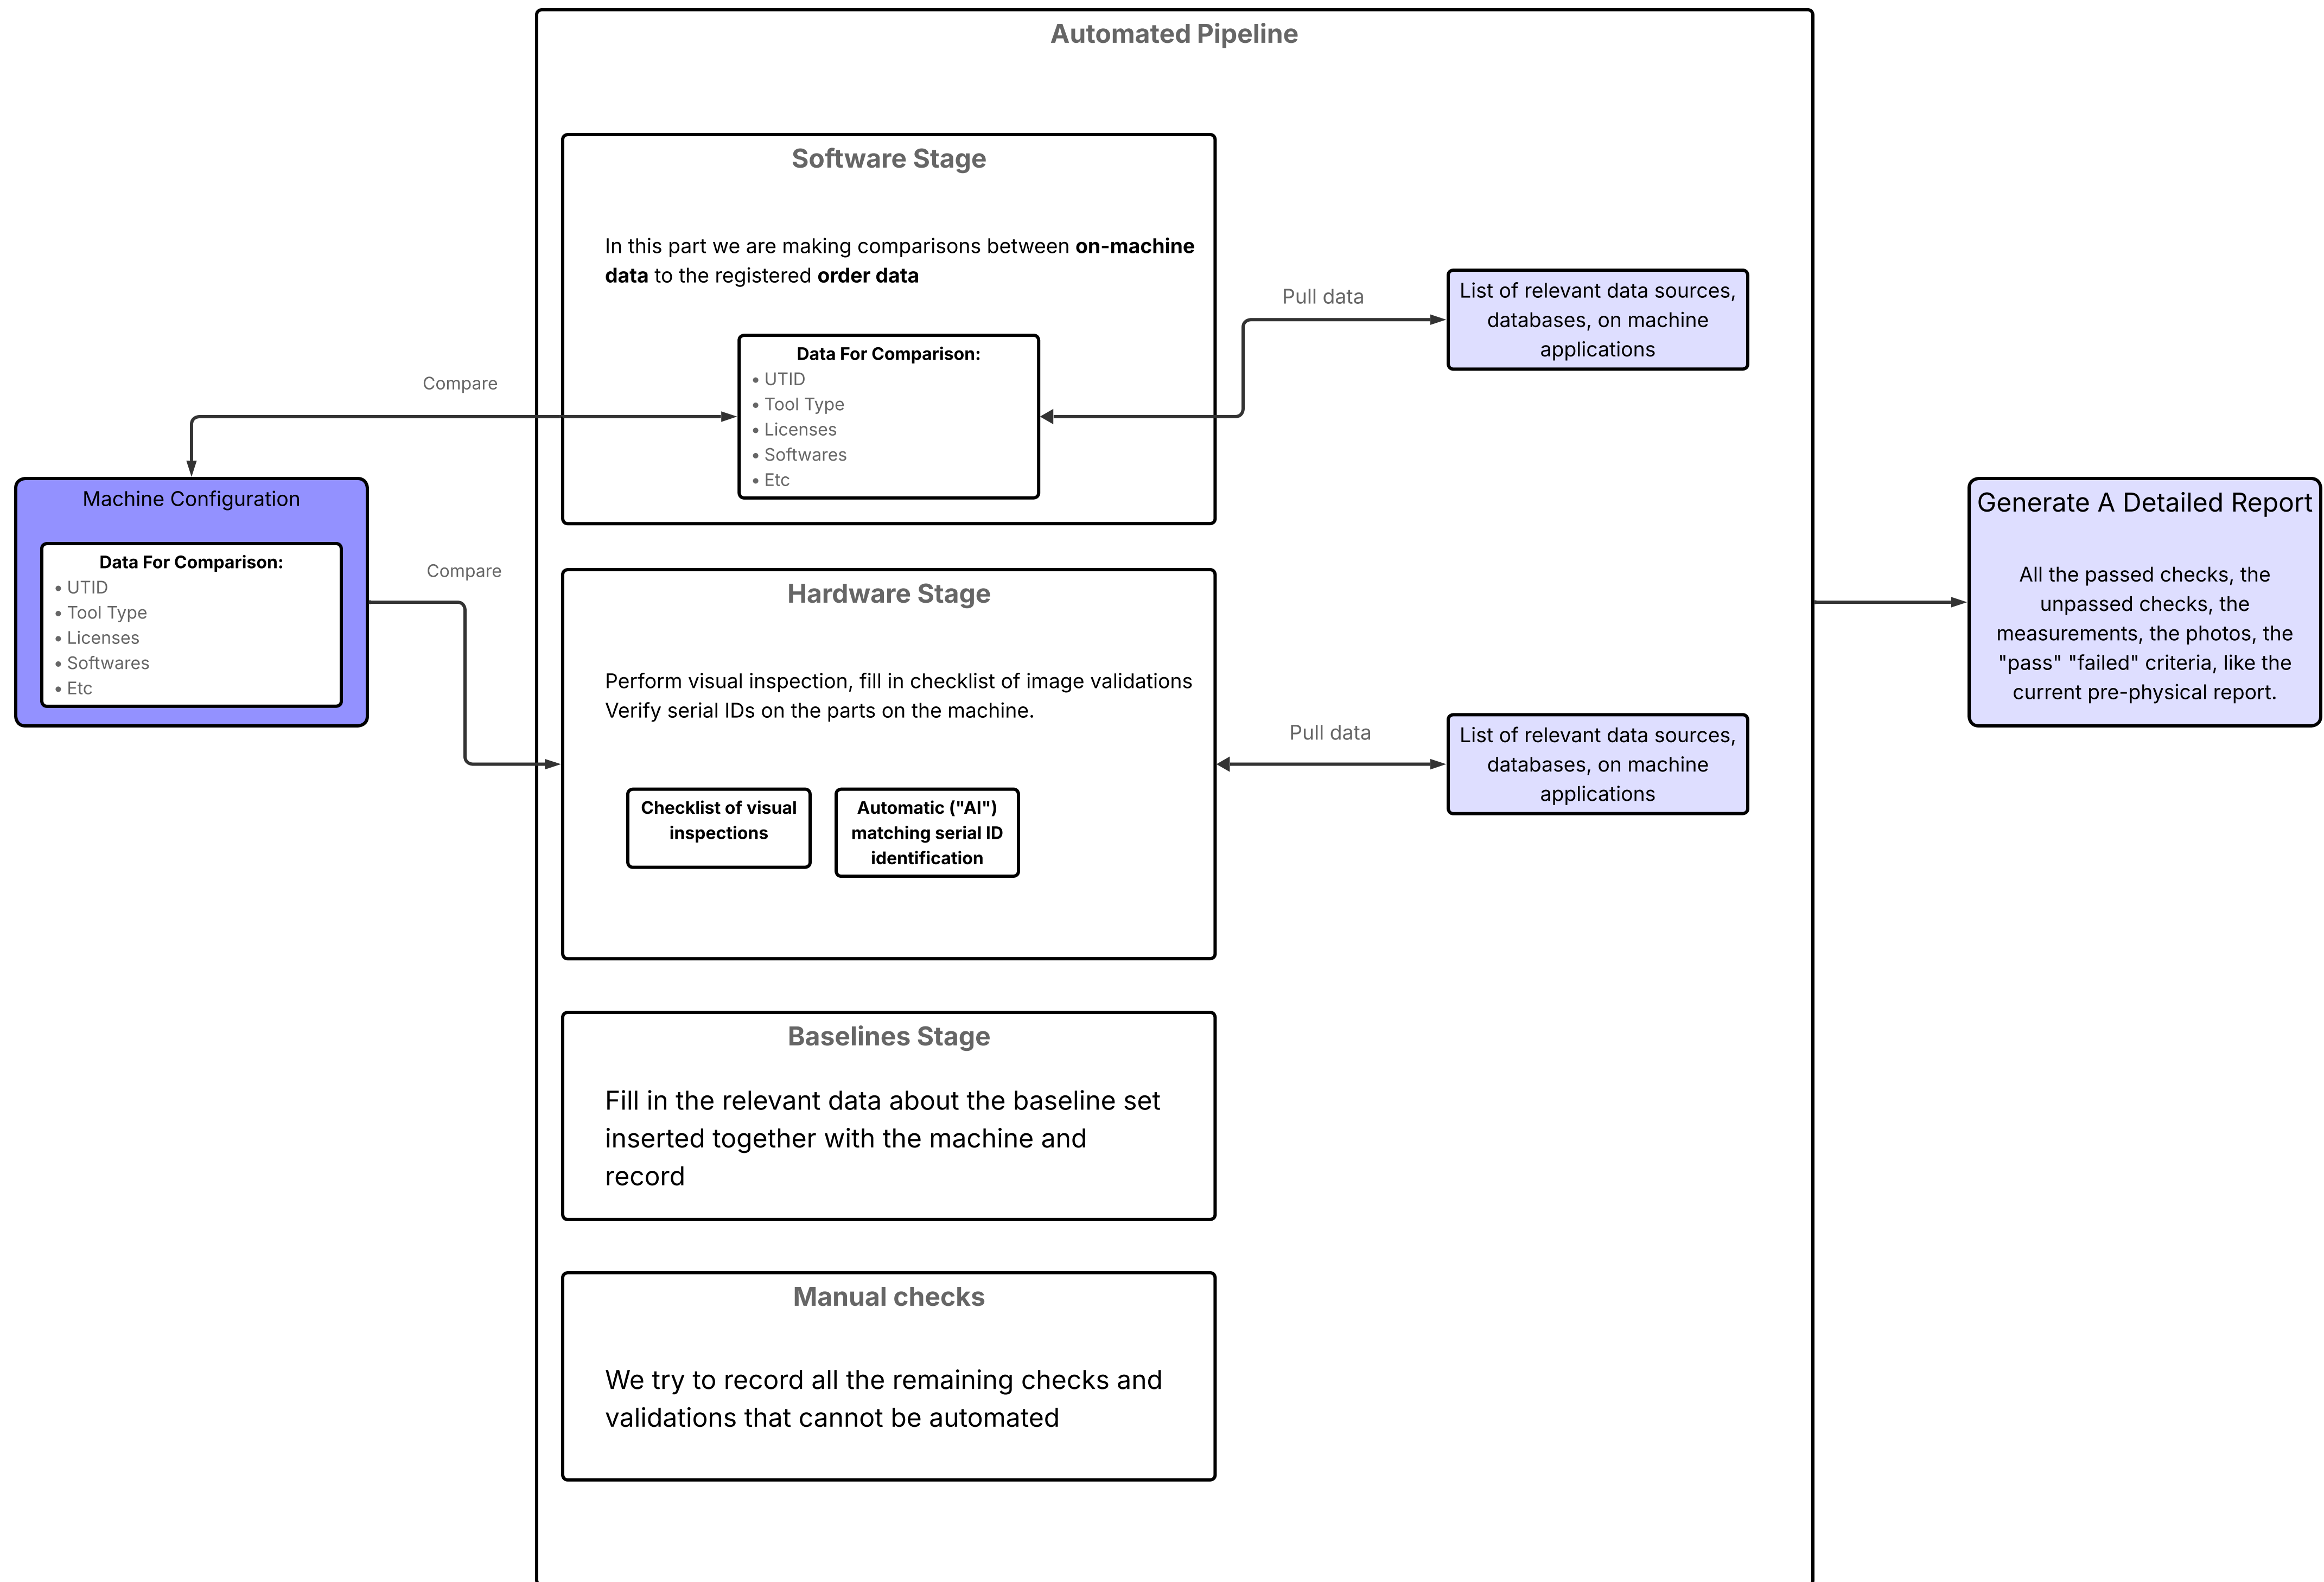 Automated Pipeline
Software Stage
In this part we are making comparisons between on-machine
data to the registered order data
Pull data
List of relevant data sources,
databases, on machine
applications
Data For Comparison:
• UTID
• Tool Type
• Licenses
• Softwares
• Etc
Compare
Machine Configuration
Data For Comparison:
• UTID
• Tool Type
• Licenses
• Softwares
• Etc
Compare
Hardware Stage
Perform visual inspection, fill in checklist of image validations
Verify serial IDs on the parts on the machine.
Checklist of visual
inspections
Automatic ("AI")
matching serial ID
identification
Pull data
List of relevant data sources,
databases, on machine
applications
Generate A Detailed Report
All the passed checks, the
unpassed checks, the
measurements, the photos, the
"pass" "failed" criteria, like the
current pre-physical report.
Baselines Stage
Fill in the relevant data about the baseline set
inserted together with the machine and
record
Manual checks
We try to record all the remaining checks and
validations that cannot be automated